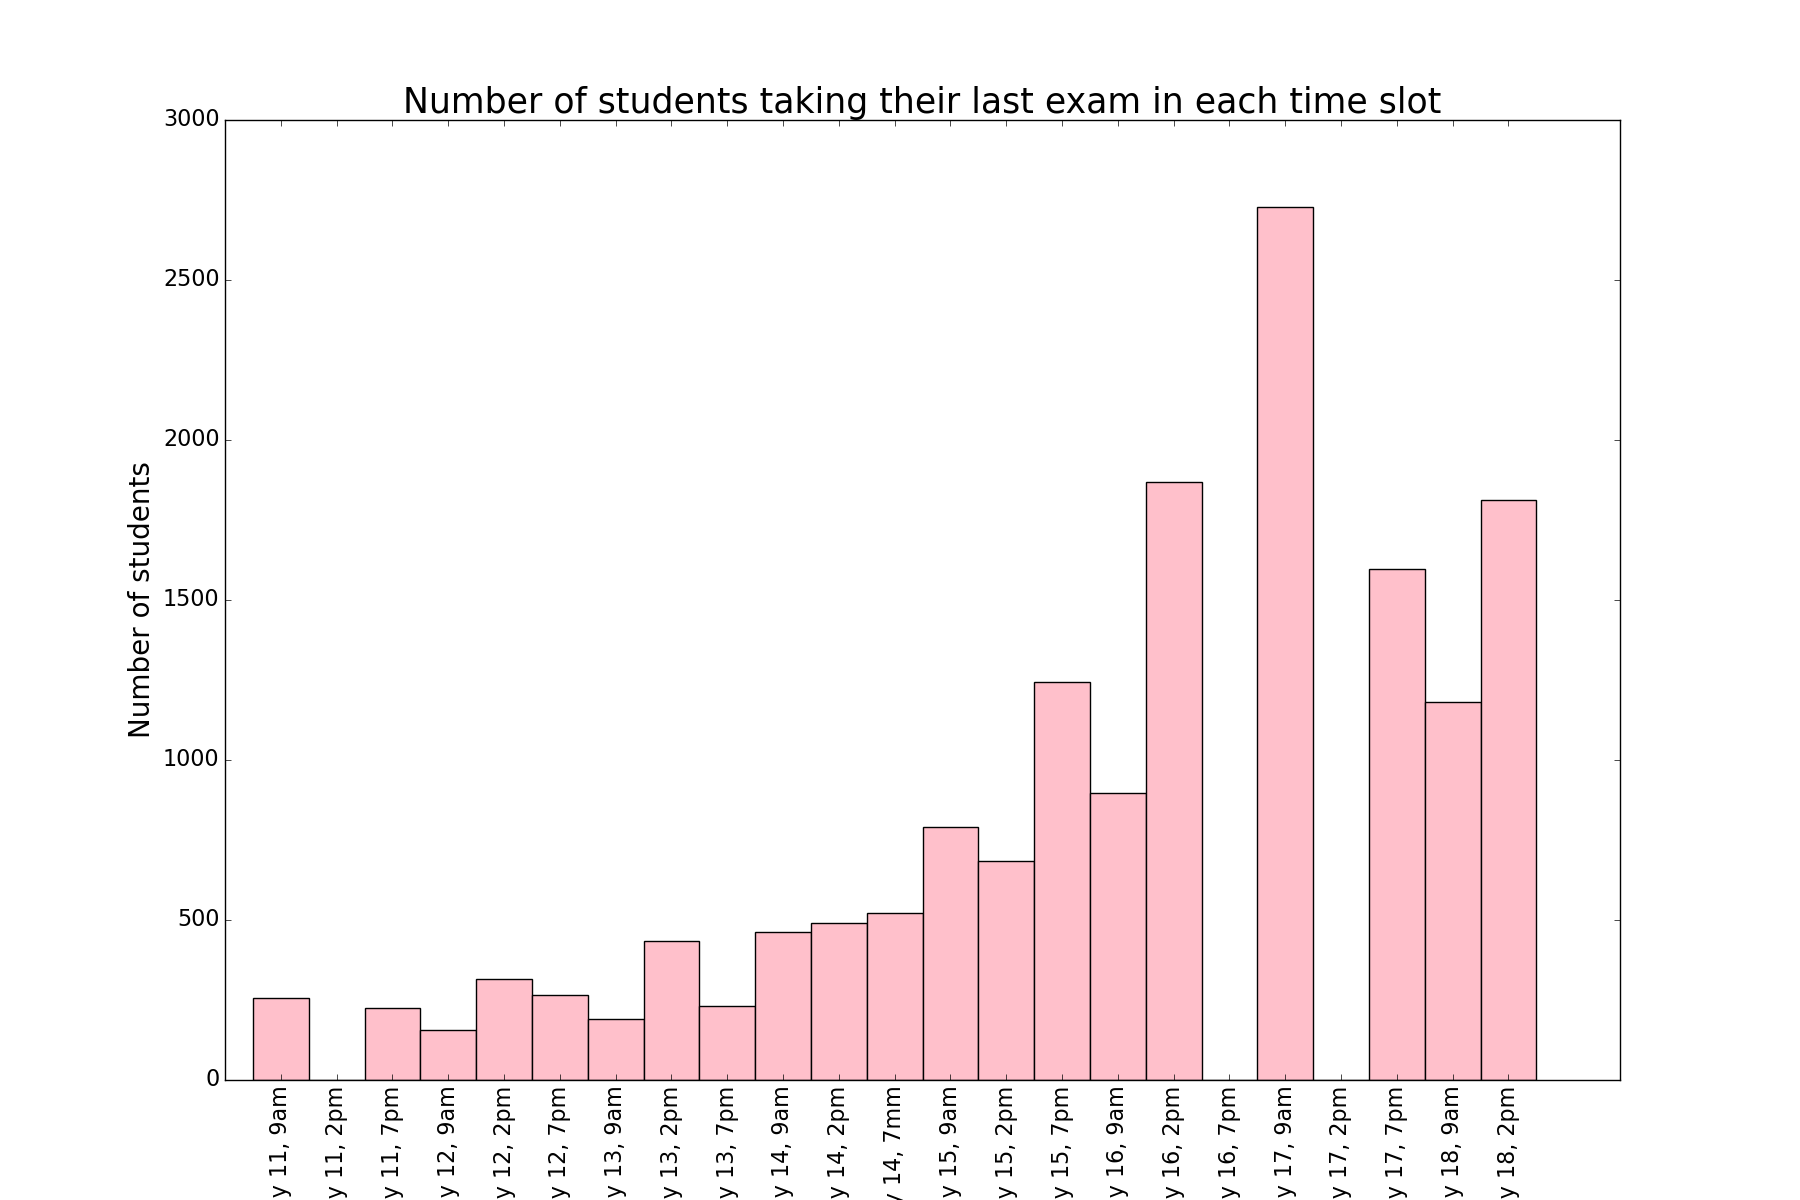 Number of students taking their last exam in each time slot
Number of students
3000
2500
2000
1500
1000
500
0
y 11, 9am
y 11, 2pm
y 11, 7pm
y 12, 9am
y 12, 2pm
y 12, 7pm
y 13, 9am
y 13, 2pm
y 13, 7pm
y 14, 9am
y 14, 2pm
y 14, 7mm
y 15, 9am
y 15, 2pm
y 15, 7pm
y 16, 9am
y 16, 2pm
y 16, 7pm
y 17, 9am
y 17, 2pm
y 17, 7pm
y 18, 9am
y 18, 2pm